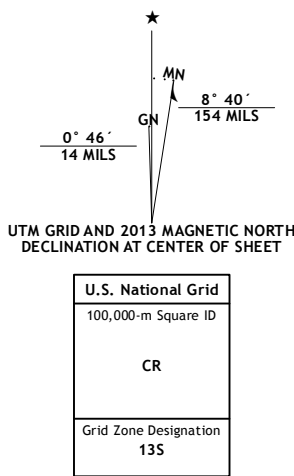 MN
GN
8° 40´
154 MILS
0° 46´
14 MILS
UTM GRID AND 2013 MAGNETIC NORTH
DECLINATION AT CENTER OF SHEET
U.S. National Grid
100,000-m Square ID
CR
Grid Zone Designation
13S